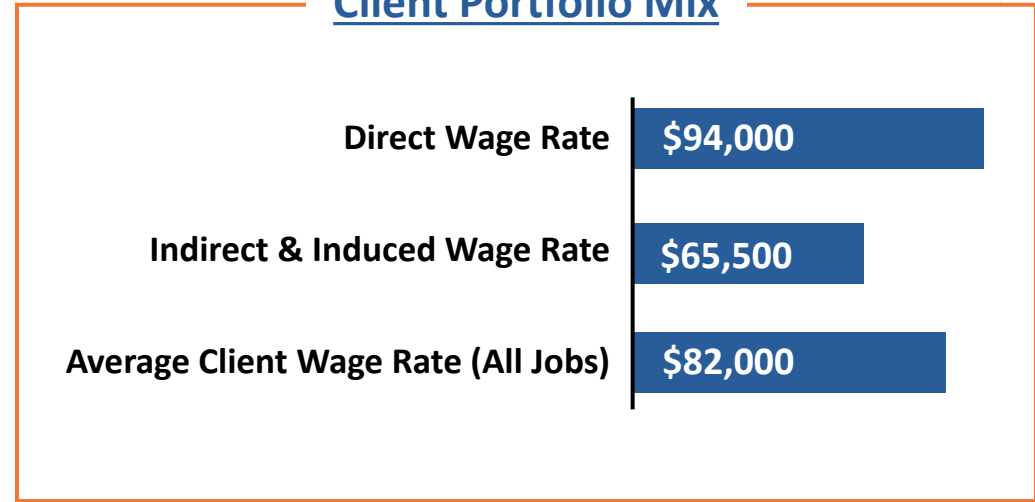 Client Portfolio Mix
Direct Wage Rate $94,000
Indirect & Induced Wage Rate $65,500
Average Client Wage Rate (All Jobs) $82,000